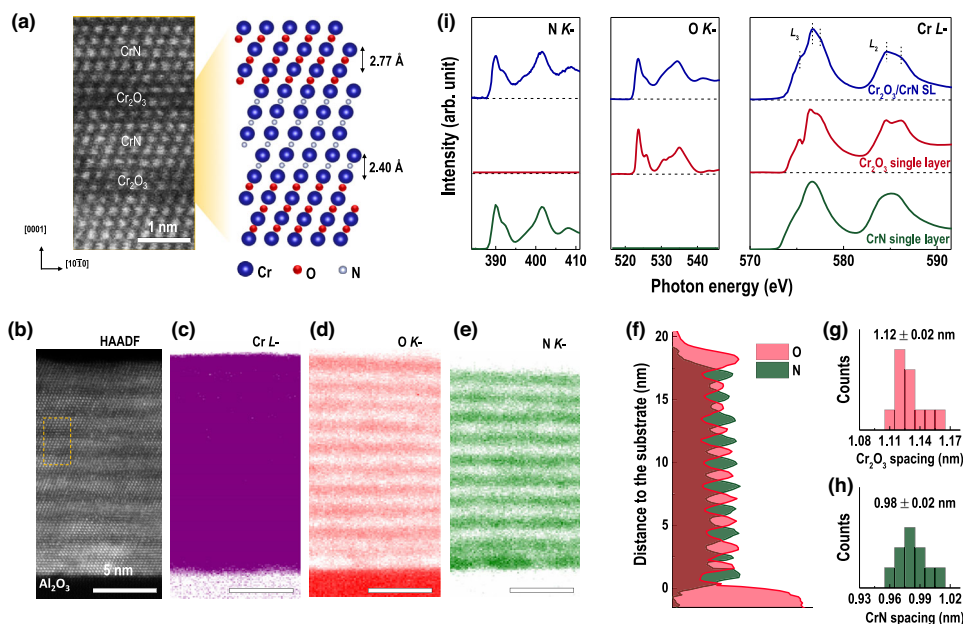 (a)
CrN
Cr₂O₃
CrN
Cr₂O₃
1 nm
[0001]
[101̅0]
2.77 Å
2.40 Å
Cr
O
N
(i)
N K-
O K-
Cr L-
L₃
L₂
Cr₂O₃/CrN SL
Cr₂O₃ single layer
CrN single layer
Intensity (arb. unit)
390 400 410
520 530 540
570 580 590
Photon energy (eV)
(b)
HAADF
Al₂O₃
5 nm
(c)
Cr L-
(d)
O K-
(e)
N K-
(f)
O
N
Distance to the substrate (nm)
20
15
10
5
0
(g)
1.12 ± 0.02 nm
Counts
1.08 1.11 1.14 1.17
Cr₂O₃ spacing (nm)
(h)
0.98 ± 0.02 nm
Counts
0.93 0.96 0.99 1.02
CrN spacing (nm)